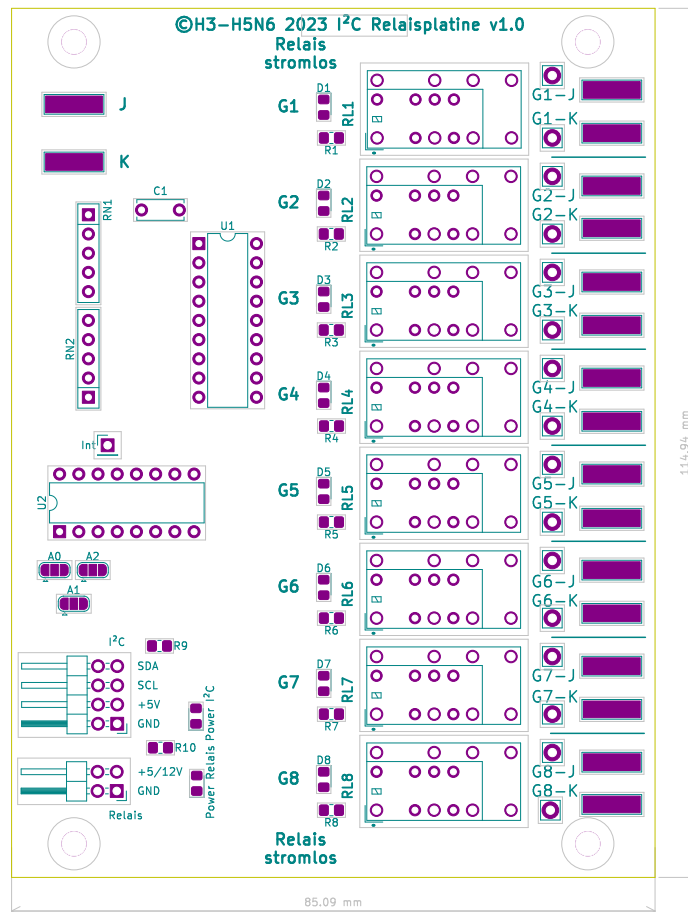 ©H3-H5N6 2023 I²C Relaisplatine v1.0
Relais
stromlos
J
K
RN1
C1
U1
RN2
Int
U2
A0
A2
A1
I²C
R9
SDA
SCL
+5V
GND
Power I²C
R10
+5/12V
GND
Power Relais
Relais
G1
D1
RL1
R1
G1-J
G1-K
G2
D2
RL2
R2
G2-J
G2-K
G3
D3
RL3
R3
G3-J
G3-K
G4
D4
RL4
R4
G4-J
G4-K
G5
D5
RL5
R5
G5-J
G5-K
G6
D6
RL6
R6
G6-J
G6-K
G7
D7
RL7
R7
G7-J
G7-K
G8
D8
RL8
R8
G8-J
G8-K
Relais
stromlos
85.09 mm
114.94 mm